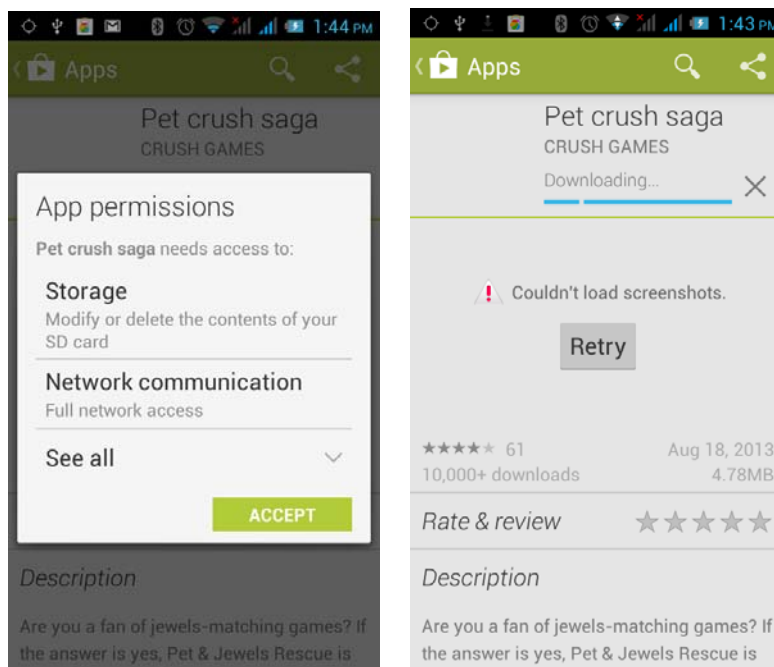 1:44 PM
Apps
Pet crush saga
CRUSH GAMES
App permissions
Pet crush saga needs access to:
Storage
Modify or delete the contents of your
SD card
Network communication
Full network access
See all
ACCEPT
Description
Are you a fan of jewels-matching games? If
the answer is yes, Pet & Jewels Rescue is
1:43 PM
Apps
Pet crush saga
CRUSH GAMES
Downloading...
Couldn't load screenshots.
Retry
61
Aug 18, 2013
10,000+ downloads
4.78MB
Rate & review
Description
Are you a fan of jewels-matching games? If
the answer is yes, Pet & Jewels Rescue is